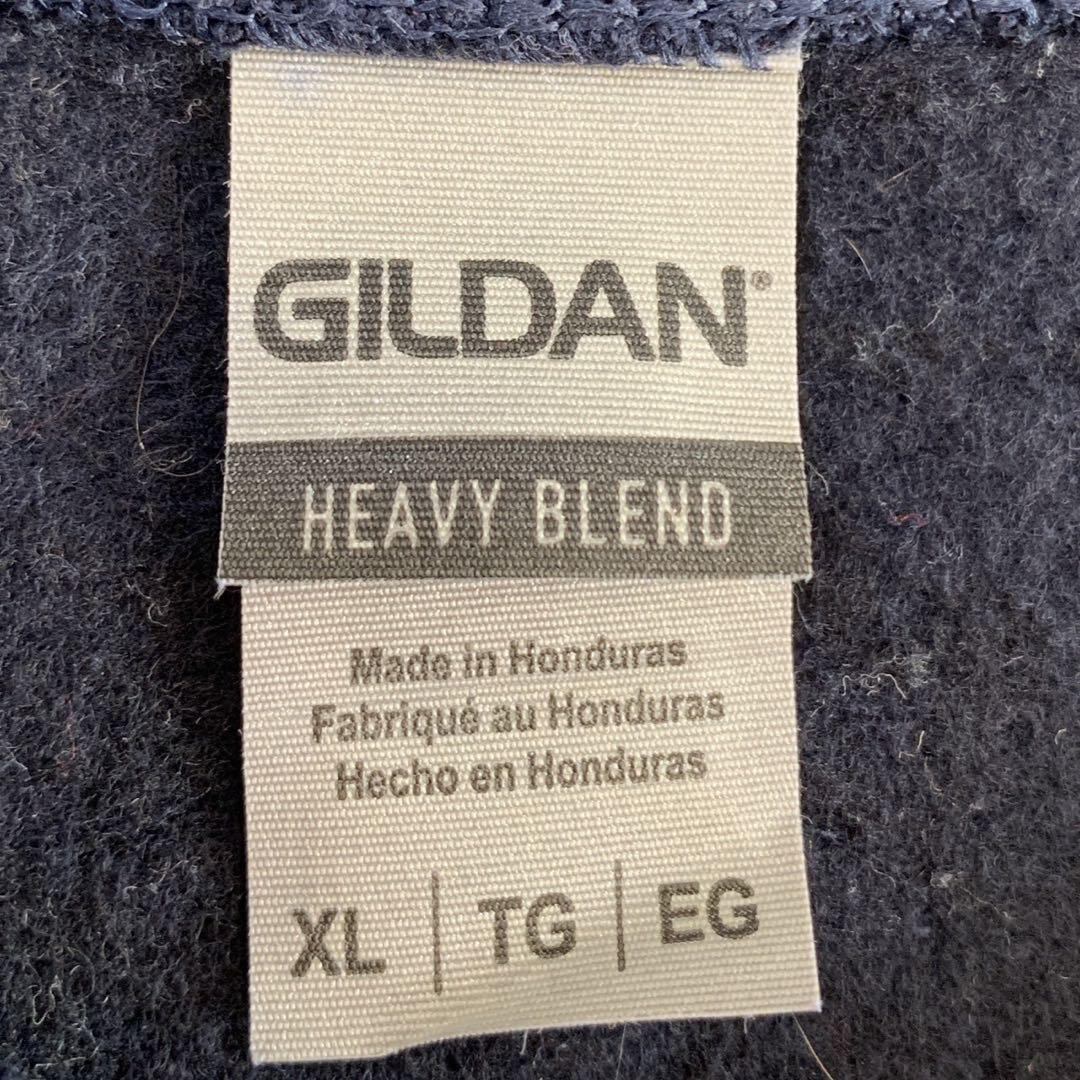 GILDAN®
HEAVY BLEND
Made in Honduras
Fabriqué au Honduras
Hecho en Honduras
XL | TG | EG